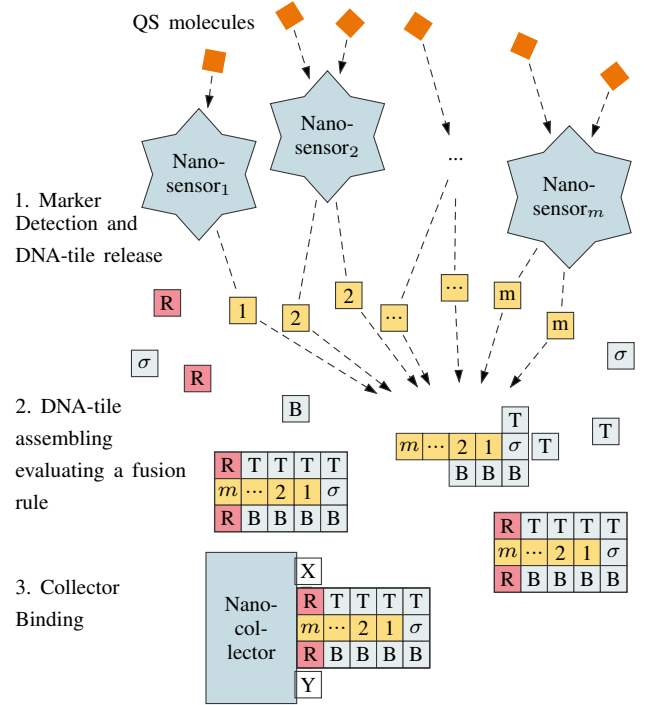 QS molecules
Nano-
sensor₁
Nano-
sensor₂
...
Nano-
sensorₘ
1. Marker
Detection and
DNA-tile release
R
1
2
2
...
...
m
m
σ
R
σ
2. DNA-tile
assembling
evaluating a fusion
rule
B
T
m ... 2 1 σ T
B B B
T
R T T T T
m ... 2 1 σ
R B B B B
R T T T T
m ... 2 1 σ
R B B B B
3. Collector
Binding
Nano-
col-
lector
X
R T T T T
m ... 2 1 σ
R B B B B
Y